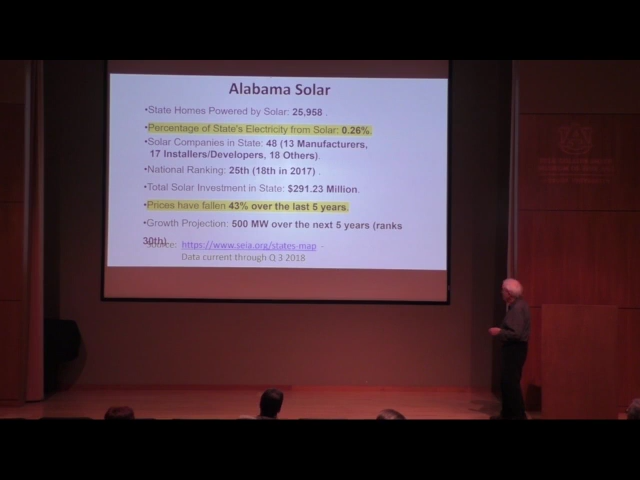 Alabama Solar
•State Homes Powered by Solar: 25,958 .
•Percentage of State's Electricity from Solar: 0.26%.
•Solar Companies in State: 48 (13 Manufacturers,
17 Installers/Developers, 18 Others).
•National Ranking: 25th (18th in 2017) .
•Total Solar Investment in State: $291.23 Million.
•Prices have fallen 43% over the last 5 years.
•Growth Projection: 500 MW over the next 5 years (ranks
30th)
Source: https://www.seia.org/states-map -
Data current through Q 3 2018